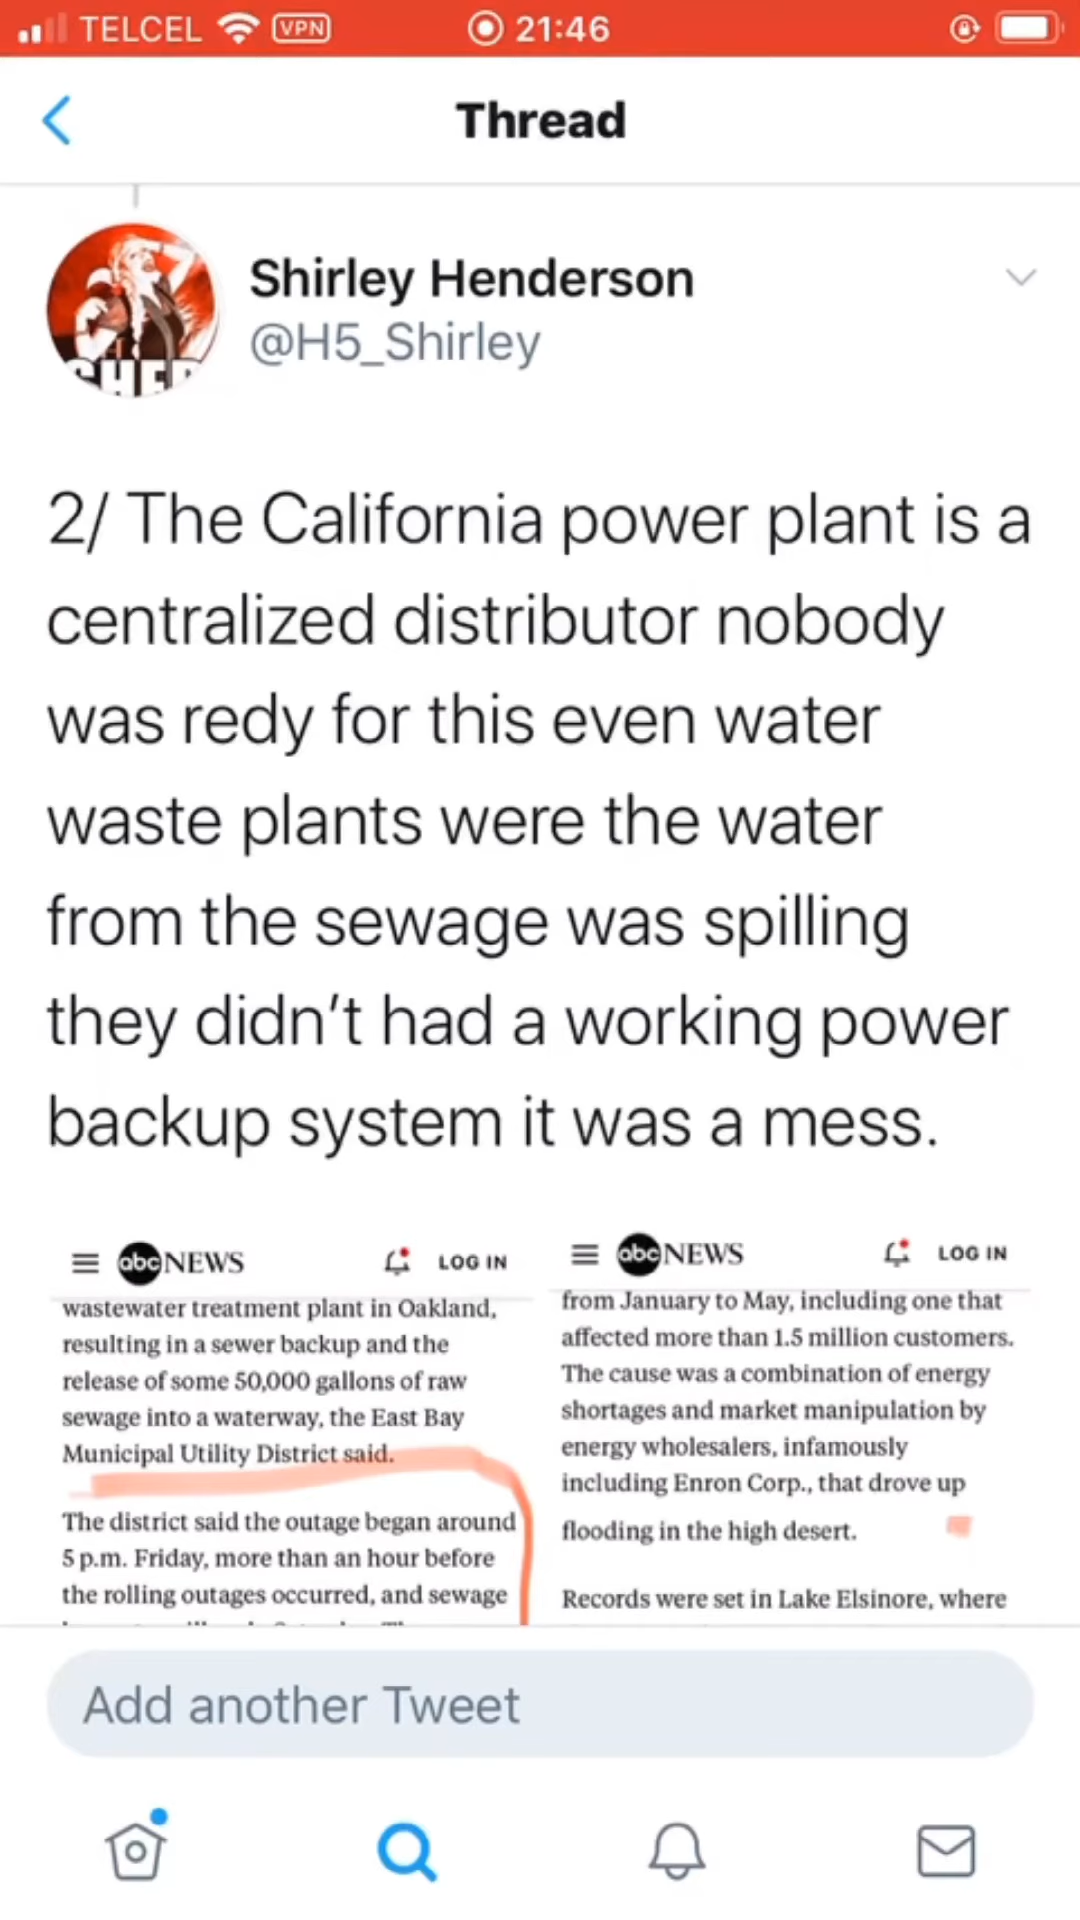 TELCEL VPN 21:46
Thread
Shirley Henderson
@H5_Shirley
2/ The California power plant is a
centralized distributor nobody
was redy for this even water
waste plants were the water
from the sewage was spilling
they didn't had a working power
backup system it was a mess.
abc NEWS LOG IN
wastewater treatment plant in Oakland,
resulting in a sewer backup and the
release of some 50,000 gallons of raw
sewage into a waterway, the East Bay
Municipal Utility District said.
The district said the outage began around
5 p.m. Friday, more than an hour before
the rolling outages occurred, and sewage
abc NEWS LOG IN
from January to May, including one that
affected more than 1.5 million customers.
The cause was a combination of energy
shortages and market manipulation by
energy wholesalers, infamously
including Enron Corp., that drove up
flooding in the high desert.
Records were set in Lake Elsinore, where
Add another Tweet